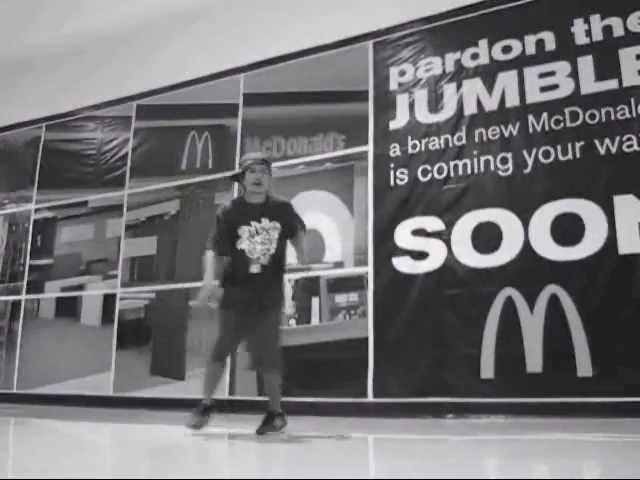 McDonald's
pardon the
JUMBLE
a brand new McDonald
is coming your wa
SOON